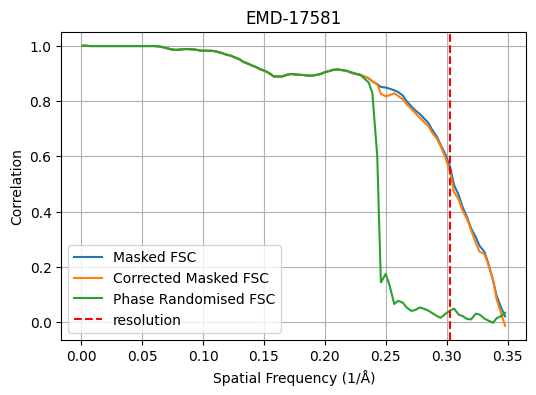 EMD-17581
Correlation
1.0
0.8
0.6
0.4
0.2
0.0
Masked FSC
Corrected Masked FSC
Phase Randomised FSC
resolution
0.00 0.05 0.10 0.15 0.20 0.25 0.30 0.35
Spatial Frequency (1/Å)